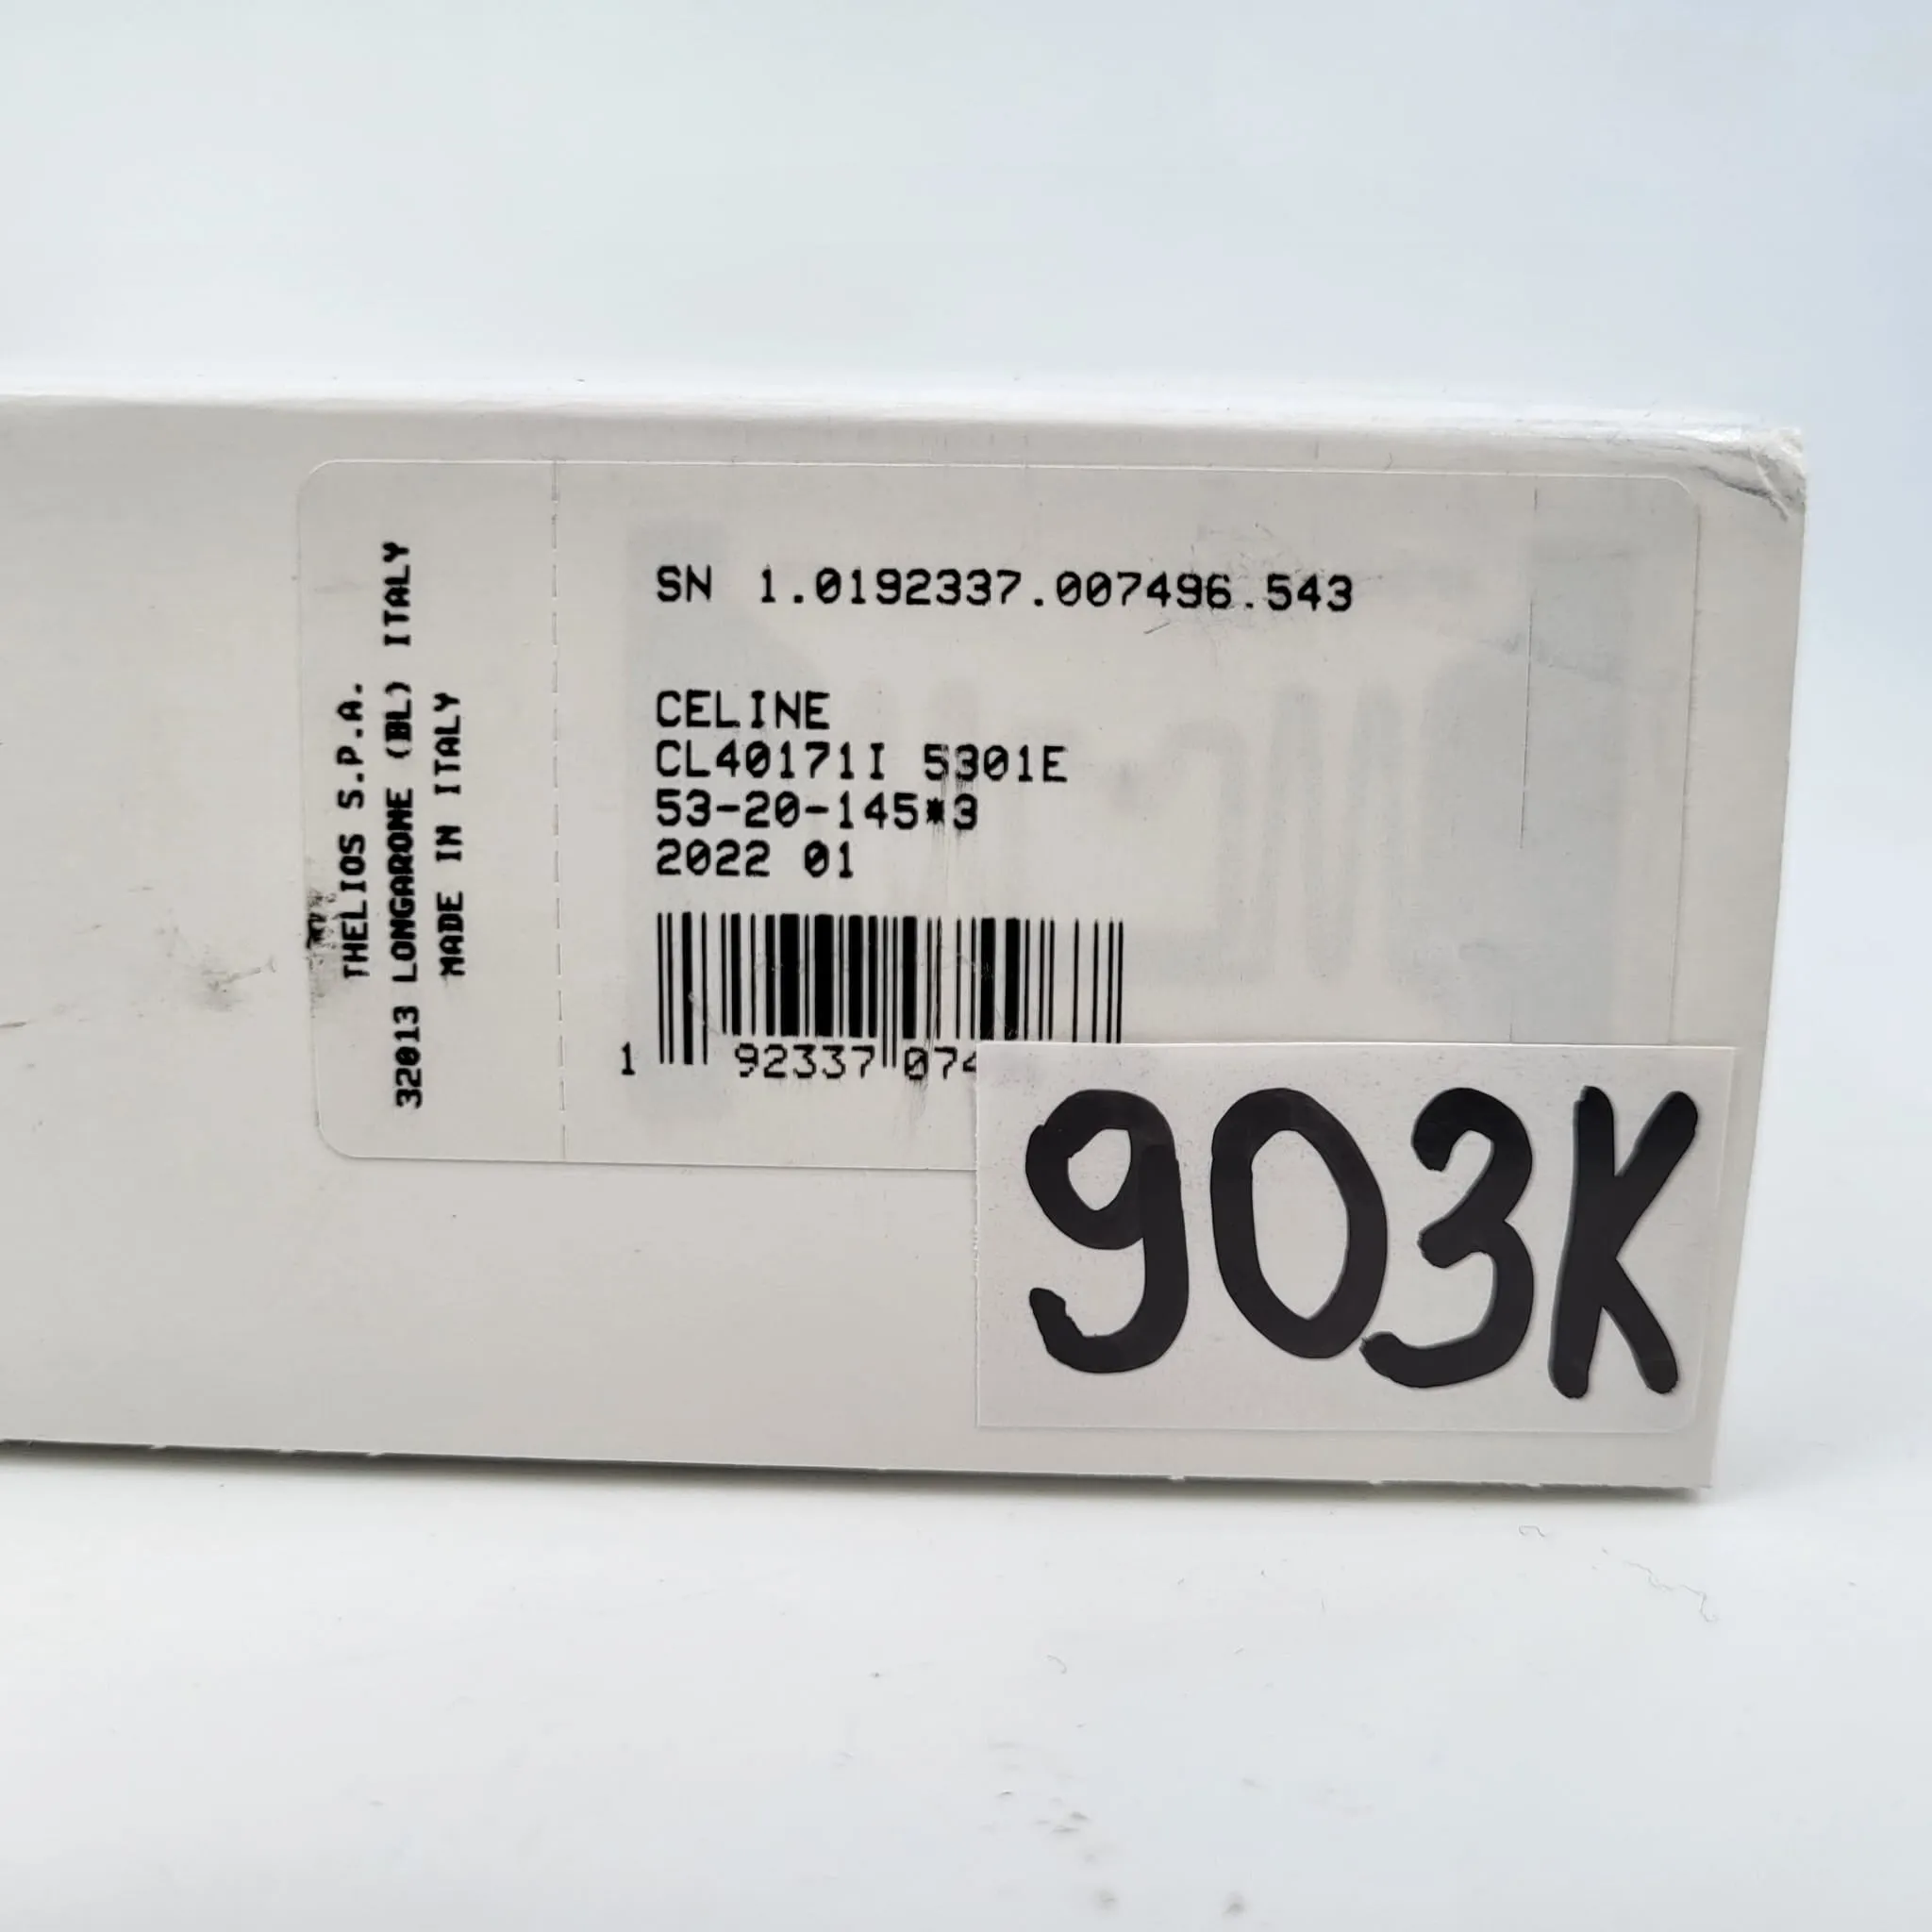 THELIOS S.P.A.
32013 LONGARONE (BL) ITALY
MADE IN ITALY
SN 1.0192337.007496.543
CELINE
CL40171I 5301E
53-20-145*3
2022 01
1 92337 074
903K